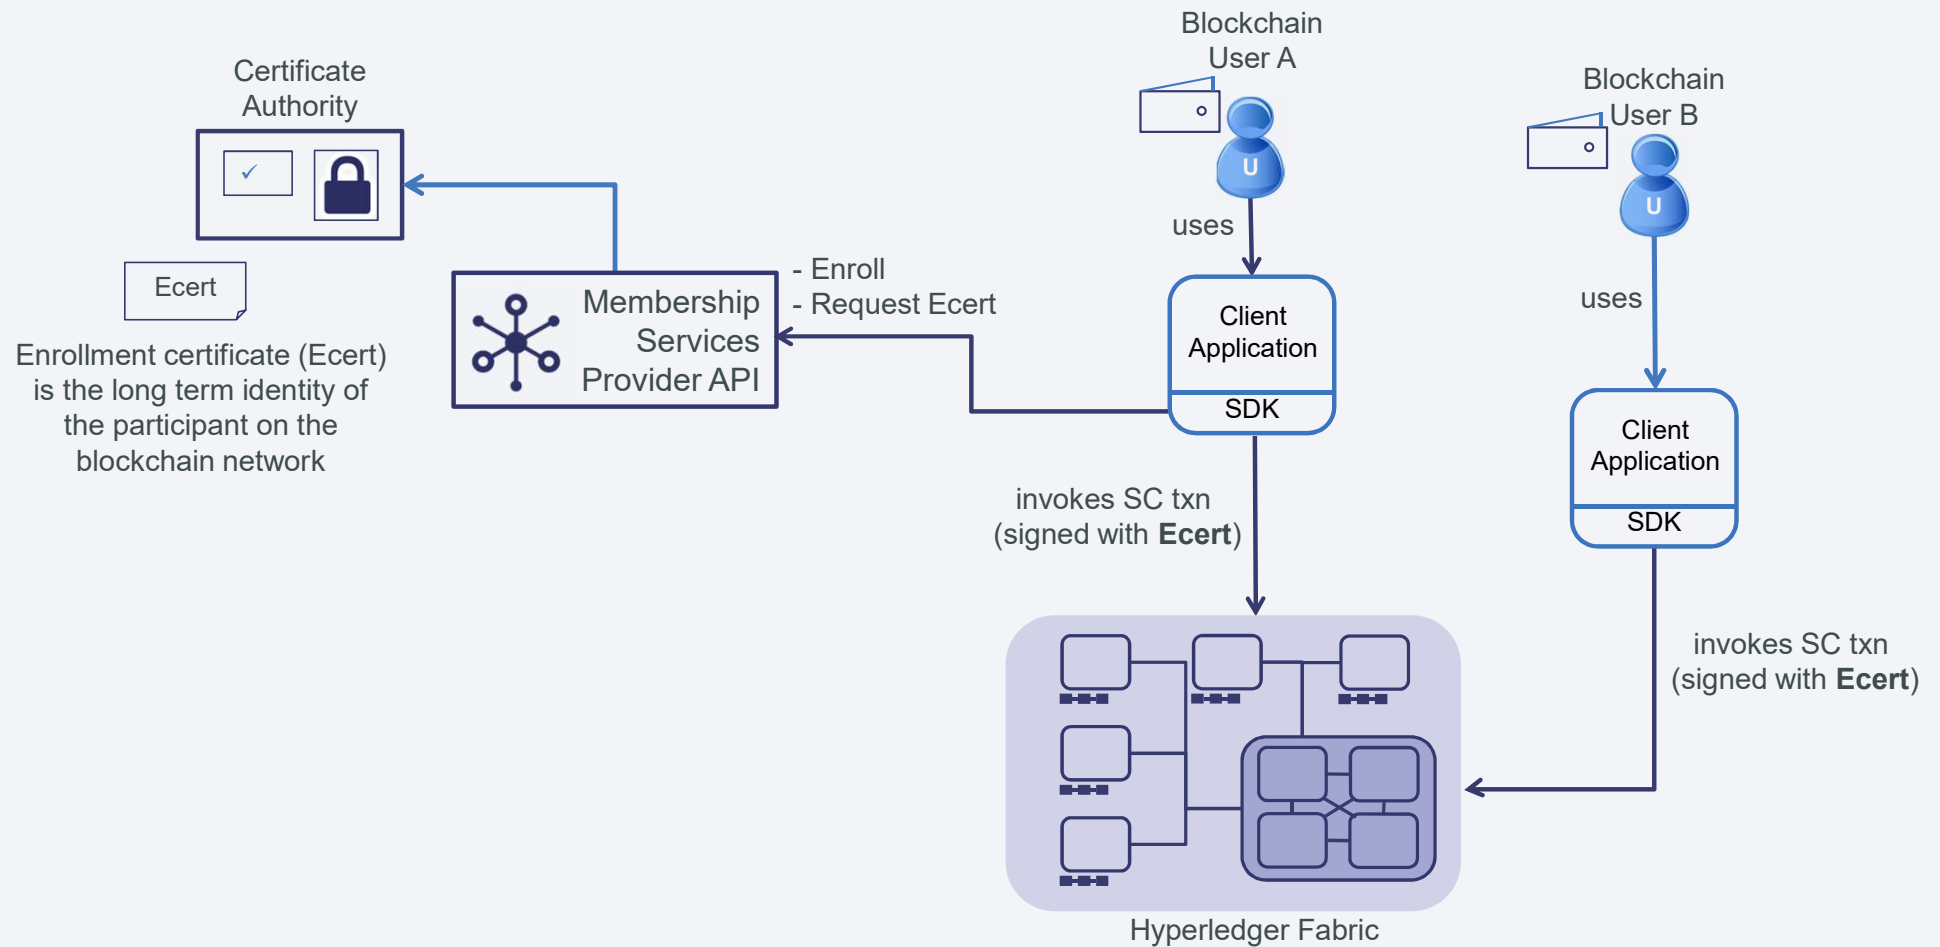 Blockchain
User A
Blockchain
User B
Certificate
Authority
U
U
uses
uses
Ecert
- Enroll
- Request Ecert
Membership
Services
Provider API
Client
Application
SDK
Enrollment certificate (Ecert)
is the long term identity of
the participant on the
blockchain network
Client
Application
SDK
invokes SC txn
(signed with Ecert)
invokes SC txn
(signed with Ecert)
Hyperledger Fabric